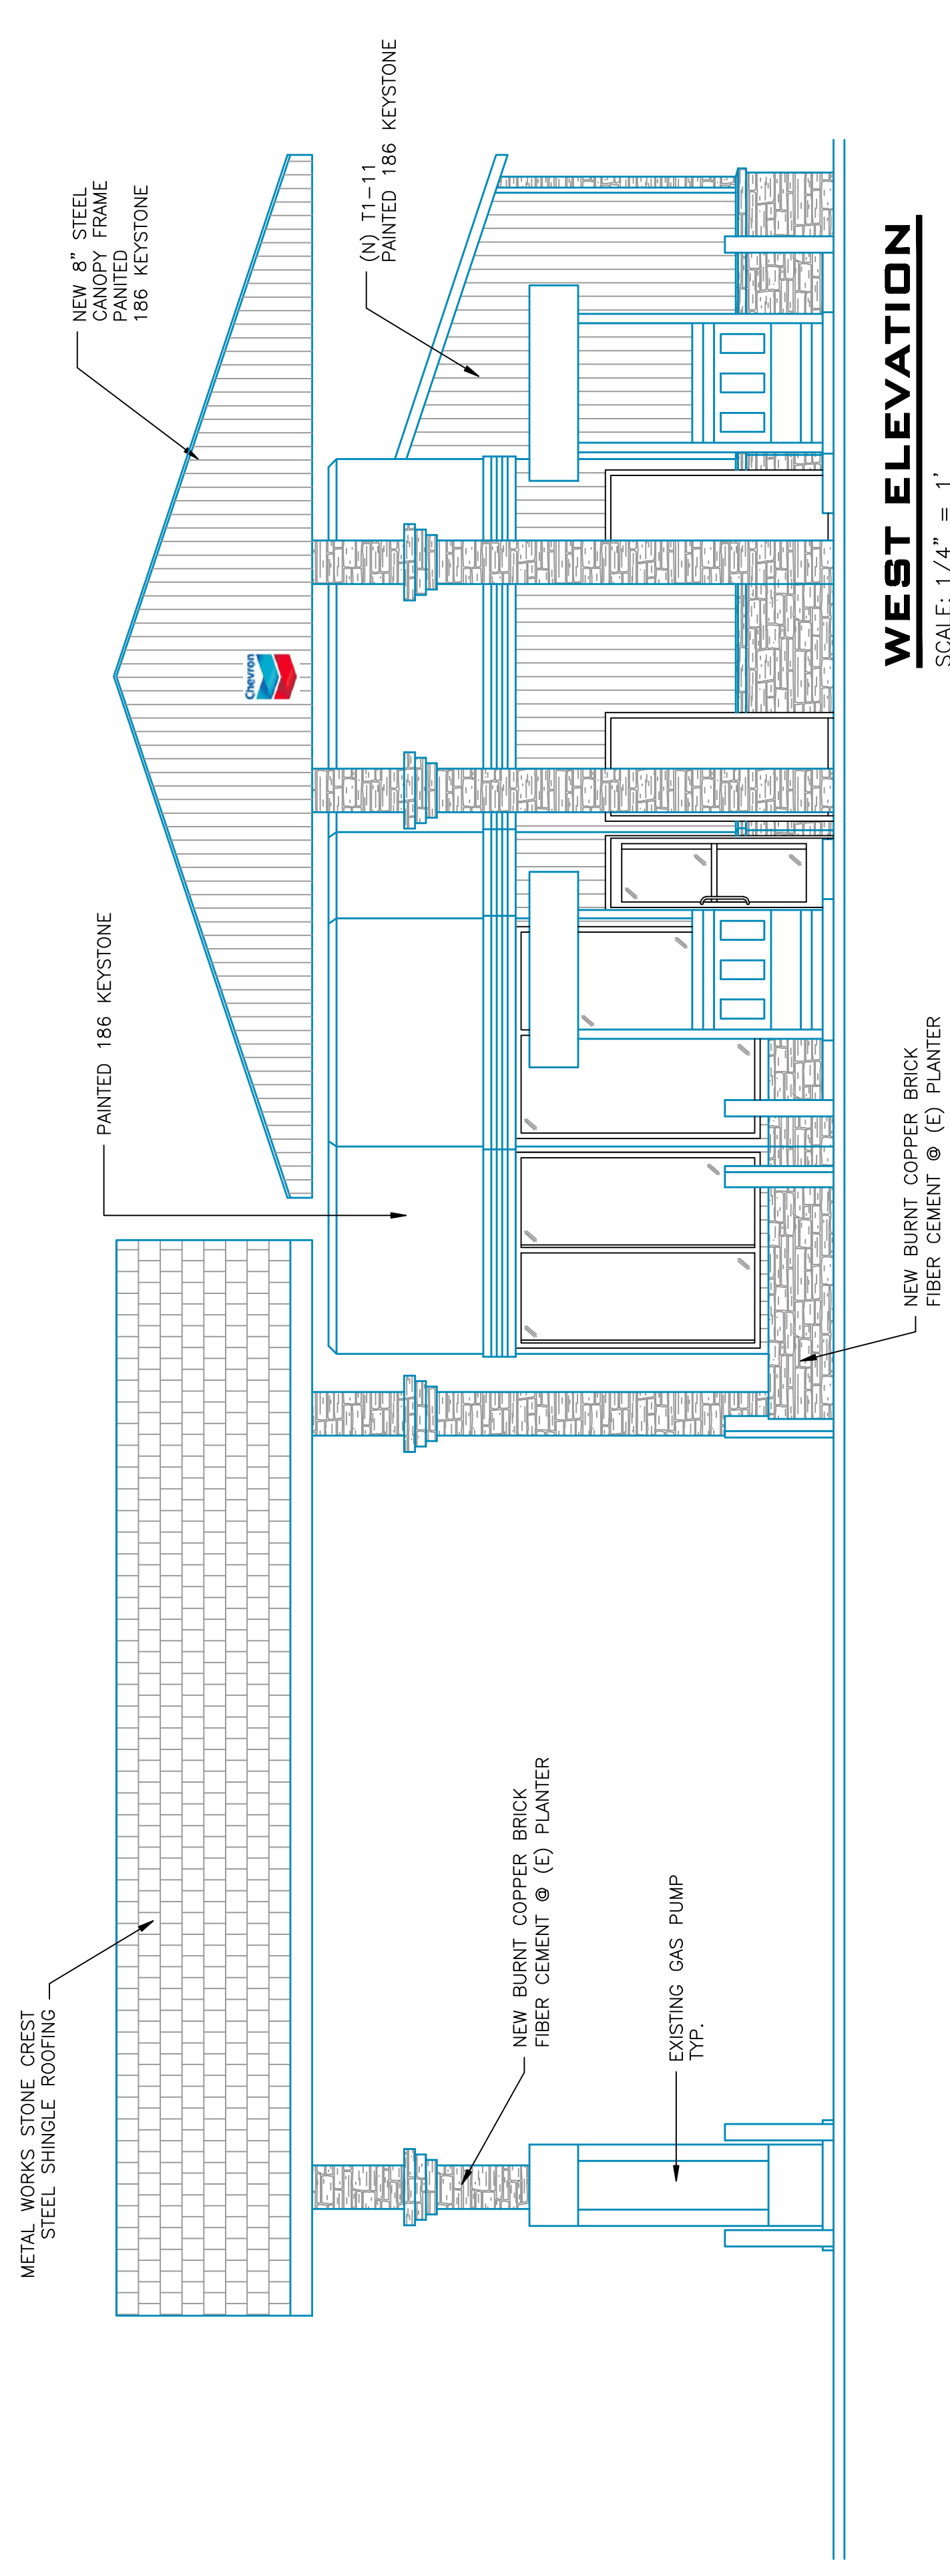 METAL WORKS STONE CREST
STEEL SHINGLE ROOFING
PAINTED 186 KEYSTONE
NEW 8" STEEL
CANOPY FRAME
PANITED
186 KEYSTONE
(N) T1-11
PAINTED 186 KEYSTONE
Chevron
NEW BURNT COPPER BRICK
FIBER CEMENT @ (E) PLANTER
EXISTING GAS PUMP
TYP.
NEW BURNT COPPER BRICK
FIBER CEMENT @ (E) PLANTER
WEST ELEVATION
SCALE: 1/4" = 1'